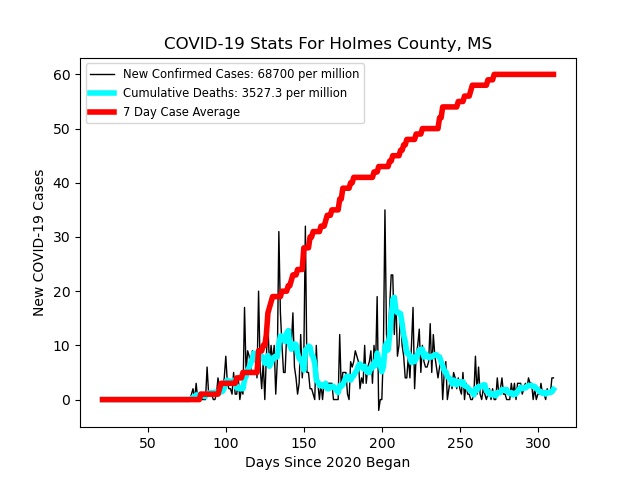 COVID-19 Stats For Holmes County, MS
New Confirmed Cases: 68700 per million
Cumulative Deaths: 3527.3 per million
7 Day Case Average
New COVID-19 Cases
60
50
40
30
20
10
0
50 100 150 200 250 300
Days Since 2020 Began